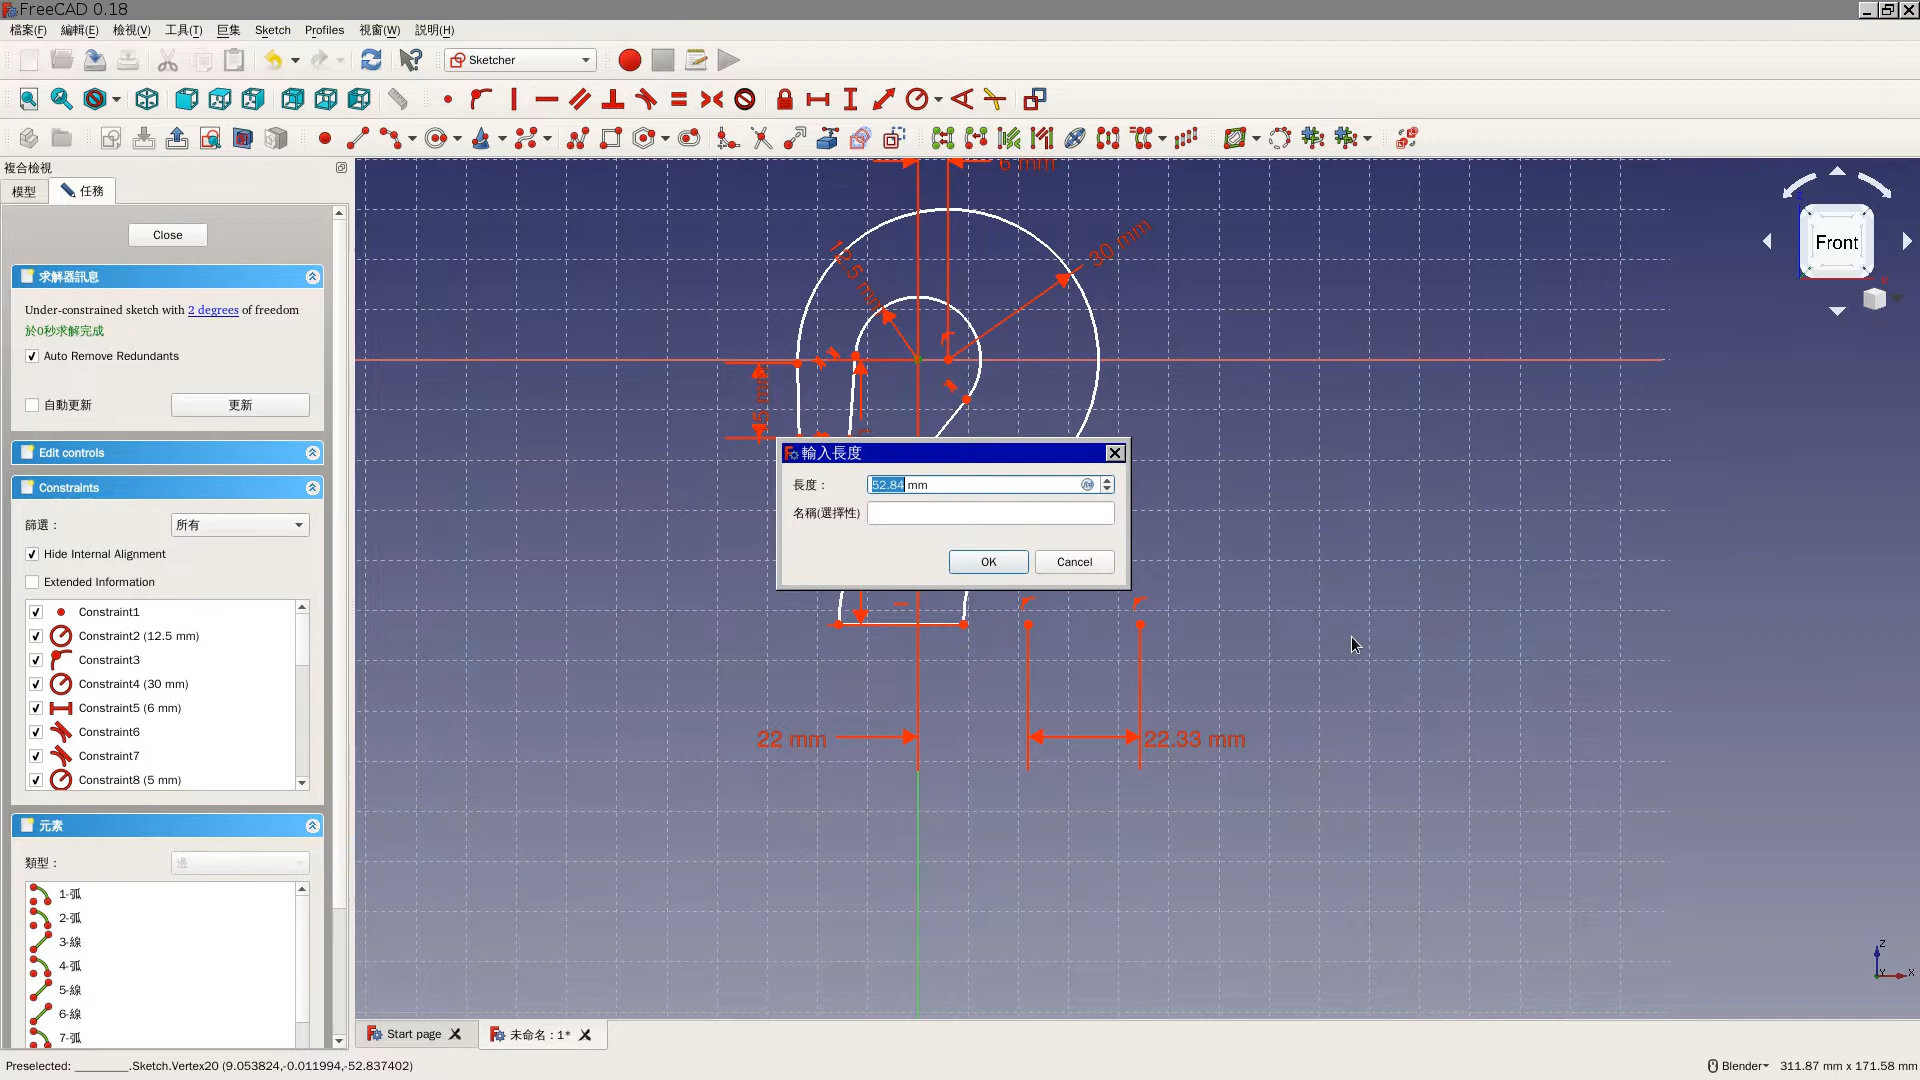 FreeCAD 0.18
檔案(F) 編輯(E) 檢視(V) 工具(T) 巨集 Sketch Profiles 視窗(W) 説明(H)
Sketcher
複合檢視
模型 任務
Close
求解器訊息
Under-constrained sketch with 2 degrees of freedom
於0秒求解完成
Auto Remove Redundants
自動更新 更新
Edit controls
Constraints
篩選： 所有
Hide Internal Alignment
Extended Information
Constraint1
Constraint2 (12.5 mm)
Constraint3
Constraint4 (30 mm)
Constraint5 (6 mm)
Constraint6
Constraint7
Constraint8 (5 mm)
元素
類型： 邊
1-弧
2-弧
3-線
4-弧
5-線
6-線
7-弧
6 mm
12.5 mm
30 mm
22 mm
22.33 mm
輸入長度
長度： 52.84 mm
名稱(選擇性)
OK Cancel
Front
Z
Y X
Start page 未命名 : 1*
Preselected: ________.Sketch.Vertex20 (9.053824,-0.011994,-52.837402)
Blender 311.87 mm x 171.58 mm